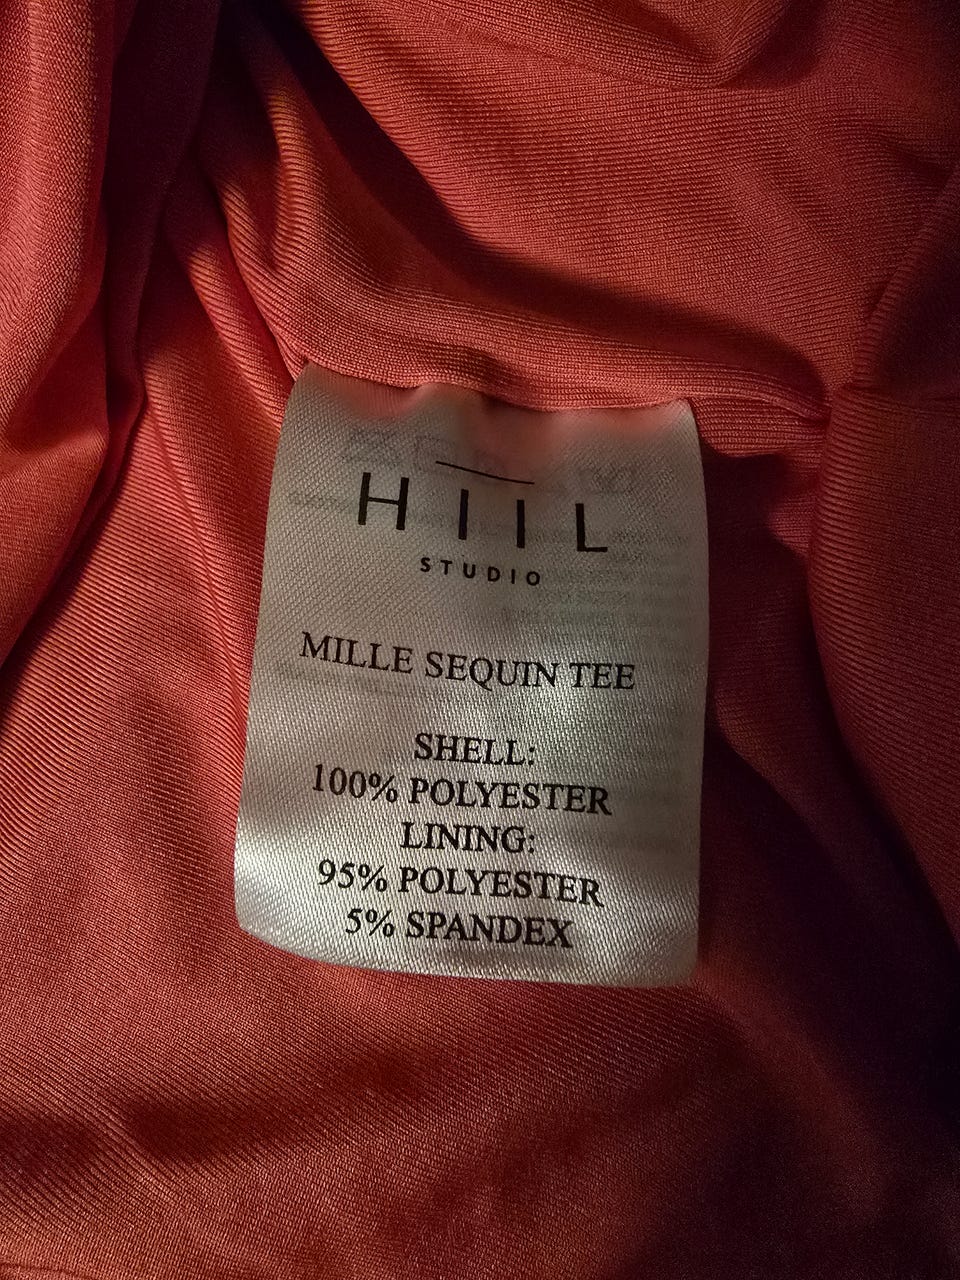 HIIL
STUDIO
MILLE SEQUIN TEE
SHELL:
100% POLYESTER
LINING:
95% POLYESTER
5% SPANDEX